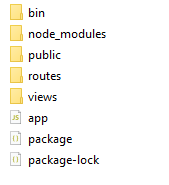 bin
node_modules
public
routes
views
app
package
package-lock